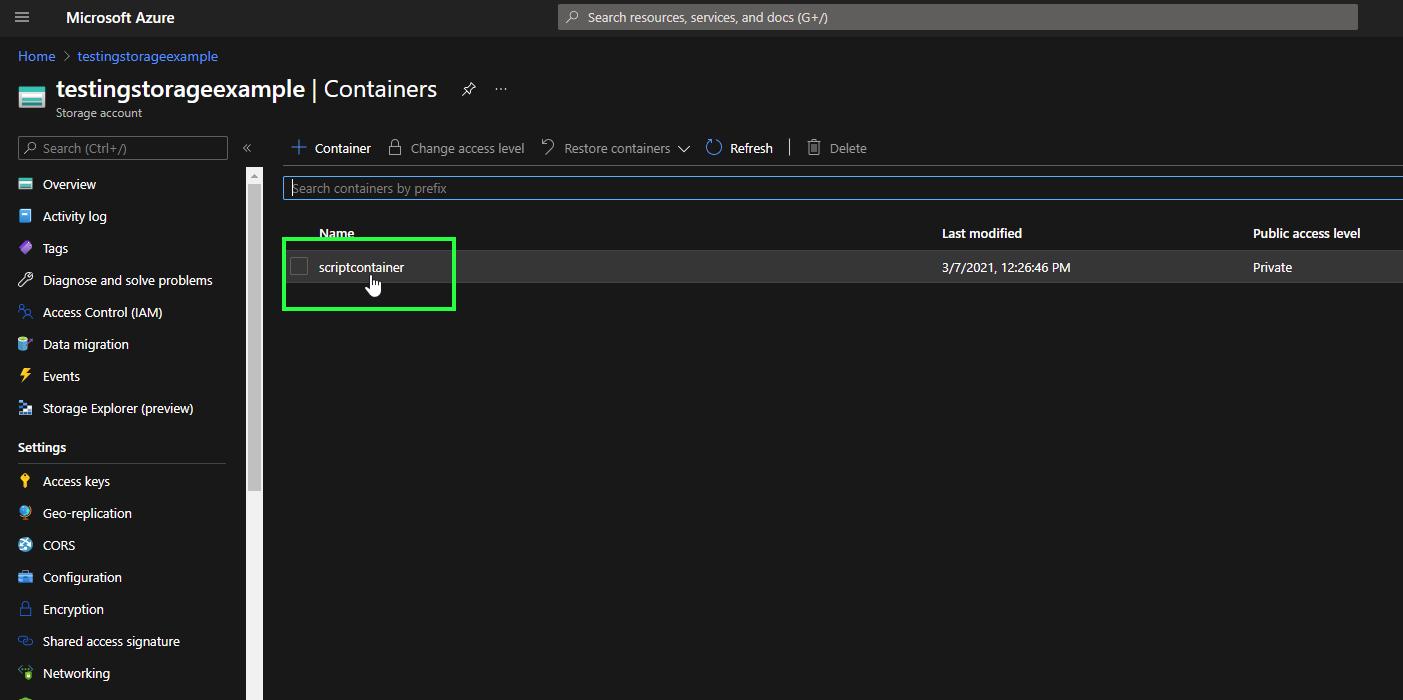 Microsoft Azure
Search resources, services, and docs (G+/)
Home > testingstorageexample
testingstorageexample | Containers ...
Storage account
Search (Ctrl+/) «
+ Container Change access level Restore containers Refresh | Delete
Search containers by prefix
Name Last modified Public access level
scriptcontainer 3/7/2021, 12:26:46 PM Private
Overview
Activity log
Tags
Diagnose and solve problems
Access Control (IAM)
Data migration
Events
Storage Explorer (preview)
Settings
Access keys
Geo-replication
CORS
Configuration
Encryption
Shared access signature
Networking